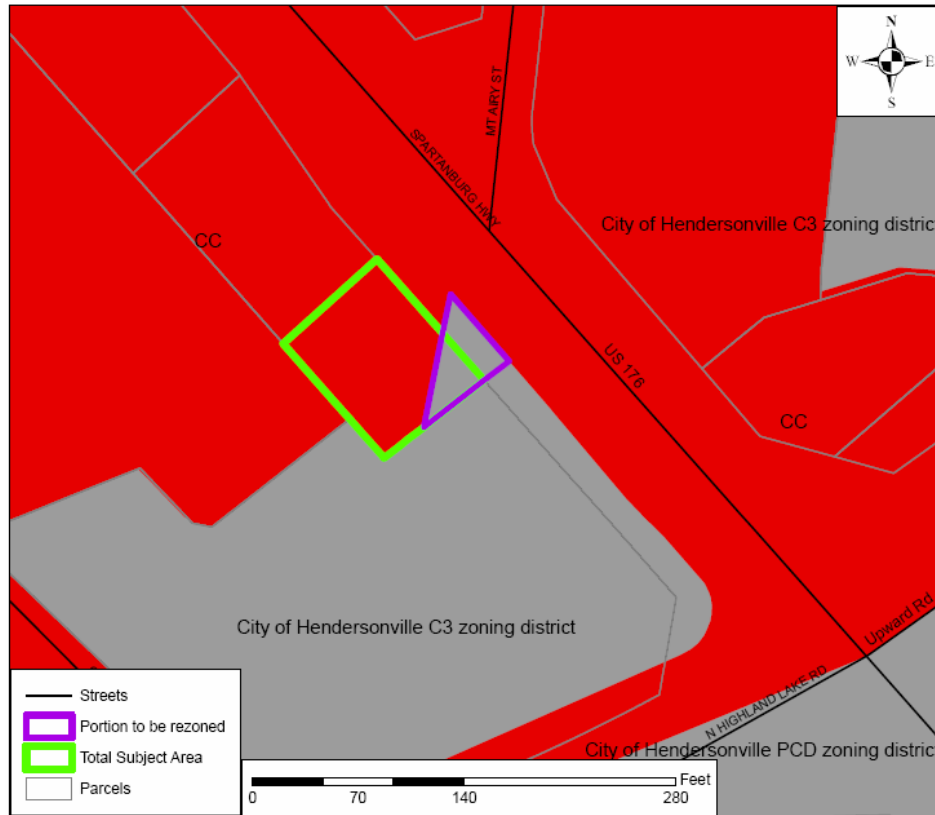 N
W E
S
MT AIRY ST
SPARTANBURG HWY
City of Hendersonville C3 zoning distric
CC
US 176
CC
Upward Rd
City of Hendersonville C3 zoning district
N HIGHLAND LAKE RD
City of Hendersonville PCD zoning distric
Streets
Portion to be rezoned
Total Subject Area
Parcels
Feet
0 70 140 280